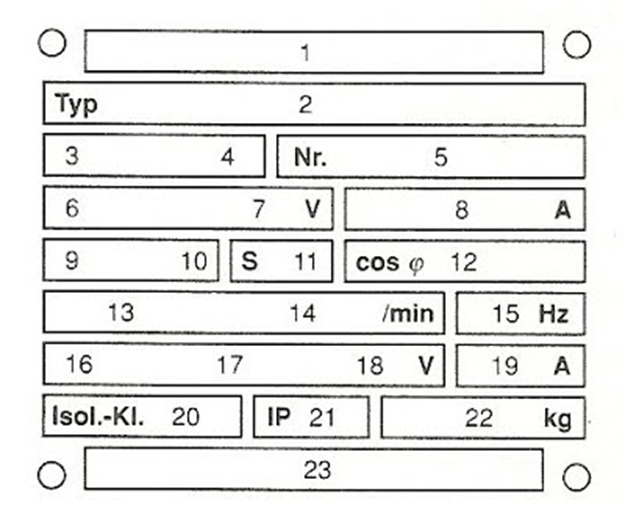 1
Typ 2
3 4 Nr. 5
6 7 V 8 A
9 10 S 11 cos φ 12
13 14 /min 15 Hz
16 17 18 V 19 A
Isol.-Kl. 20 IP 21 22 kg
23